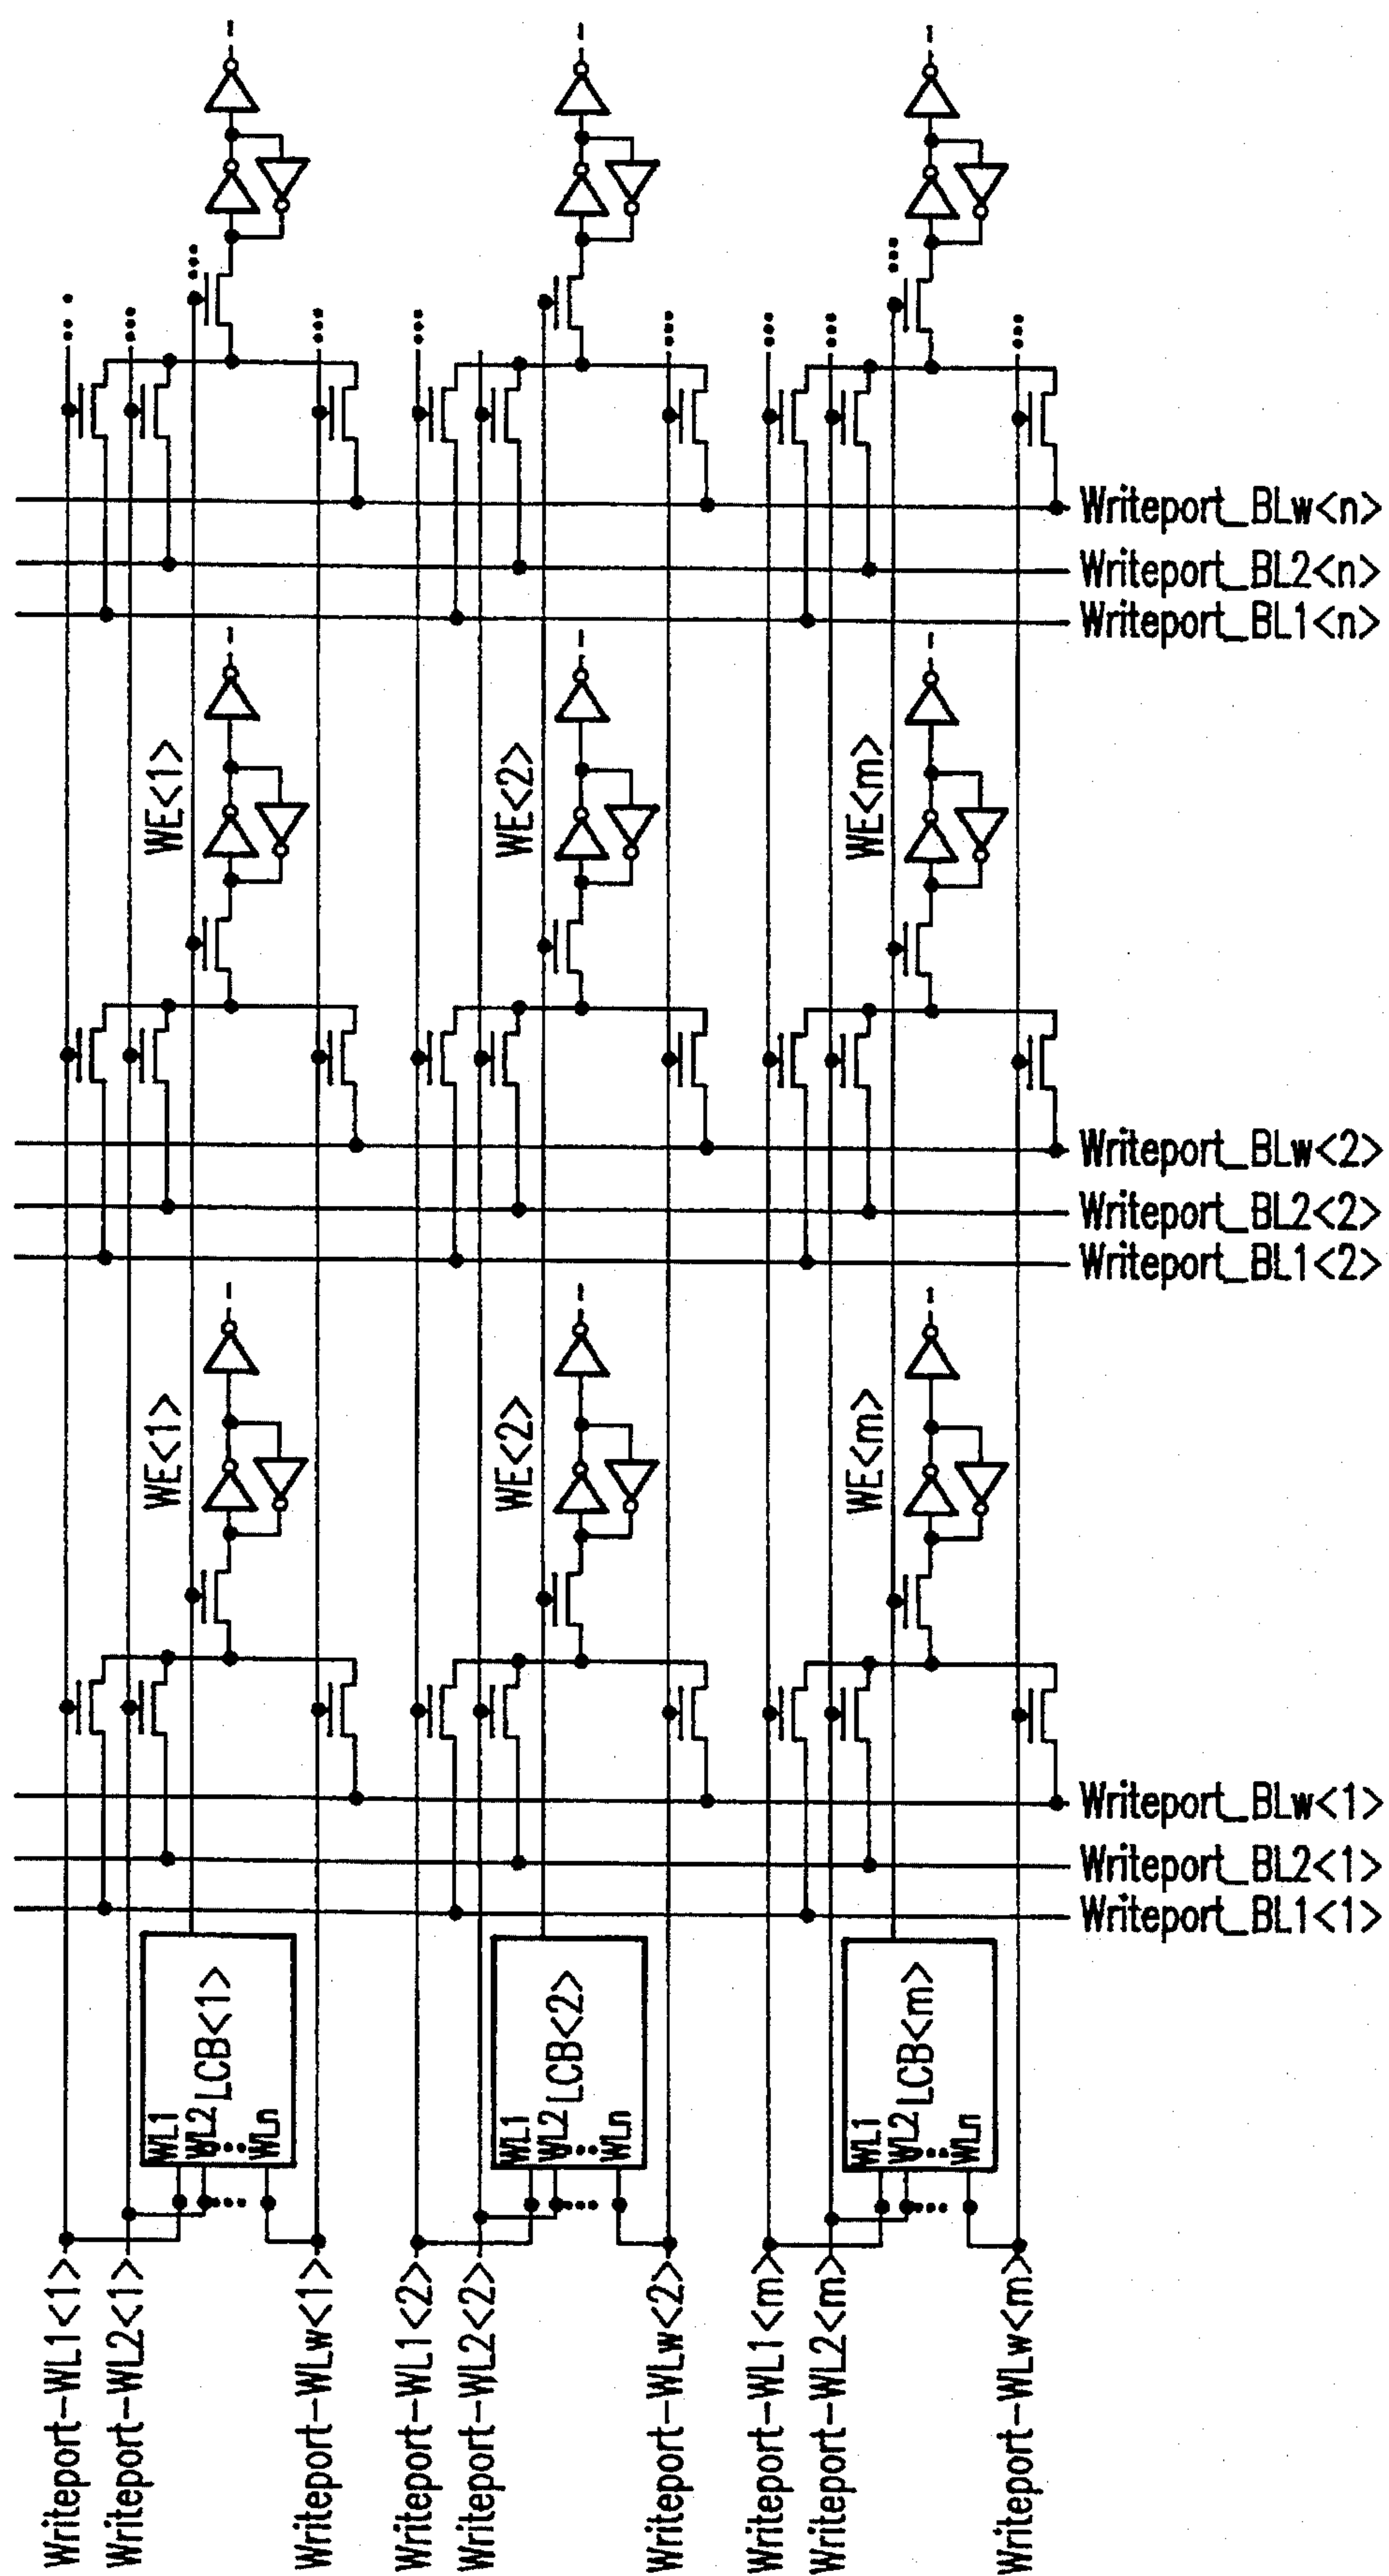 Writeport_BLw<n>
Writeport_BL2<n>
Writeport_BL1<n>
WE<1>
WE<2>
WE<m>
Writeport_BLw<2>
Writeport_BL2<2>
Writeport_BL1<2>
WE<1>
WE<2>
WE<m>
Writeport_BLw<1>
Writeport_BL2<1>
Writeport_BL1<1>
LCB<1>
WL1
WL2
WLn
LCB<2>
WL1
WL2
WLn
LCB<m>
WL1
WL2
WLn
Writeport-WL1<1>
Writeport-WL2<1>
Writeport-WLw<1>
Writeport-WL1<2>
Writeport-WL2<2>
Writeport-WLw<2>
Writeport-WL1<m>
Writeport-WL2<m>
Writeport-WLw<m>